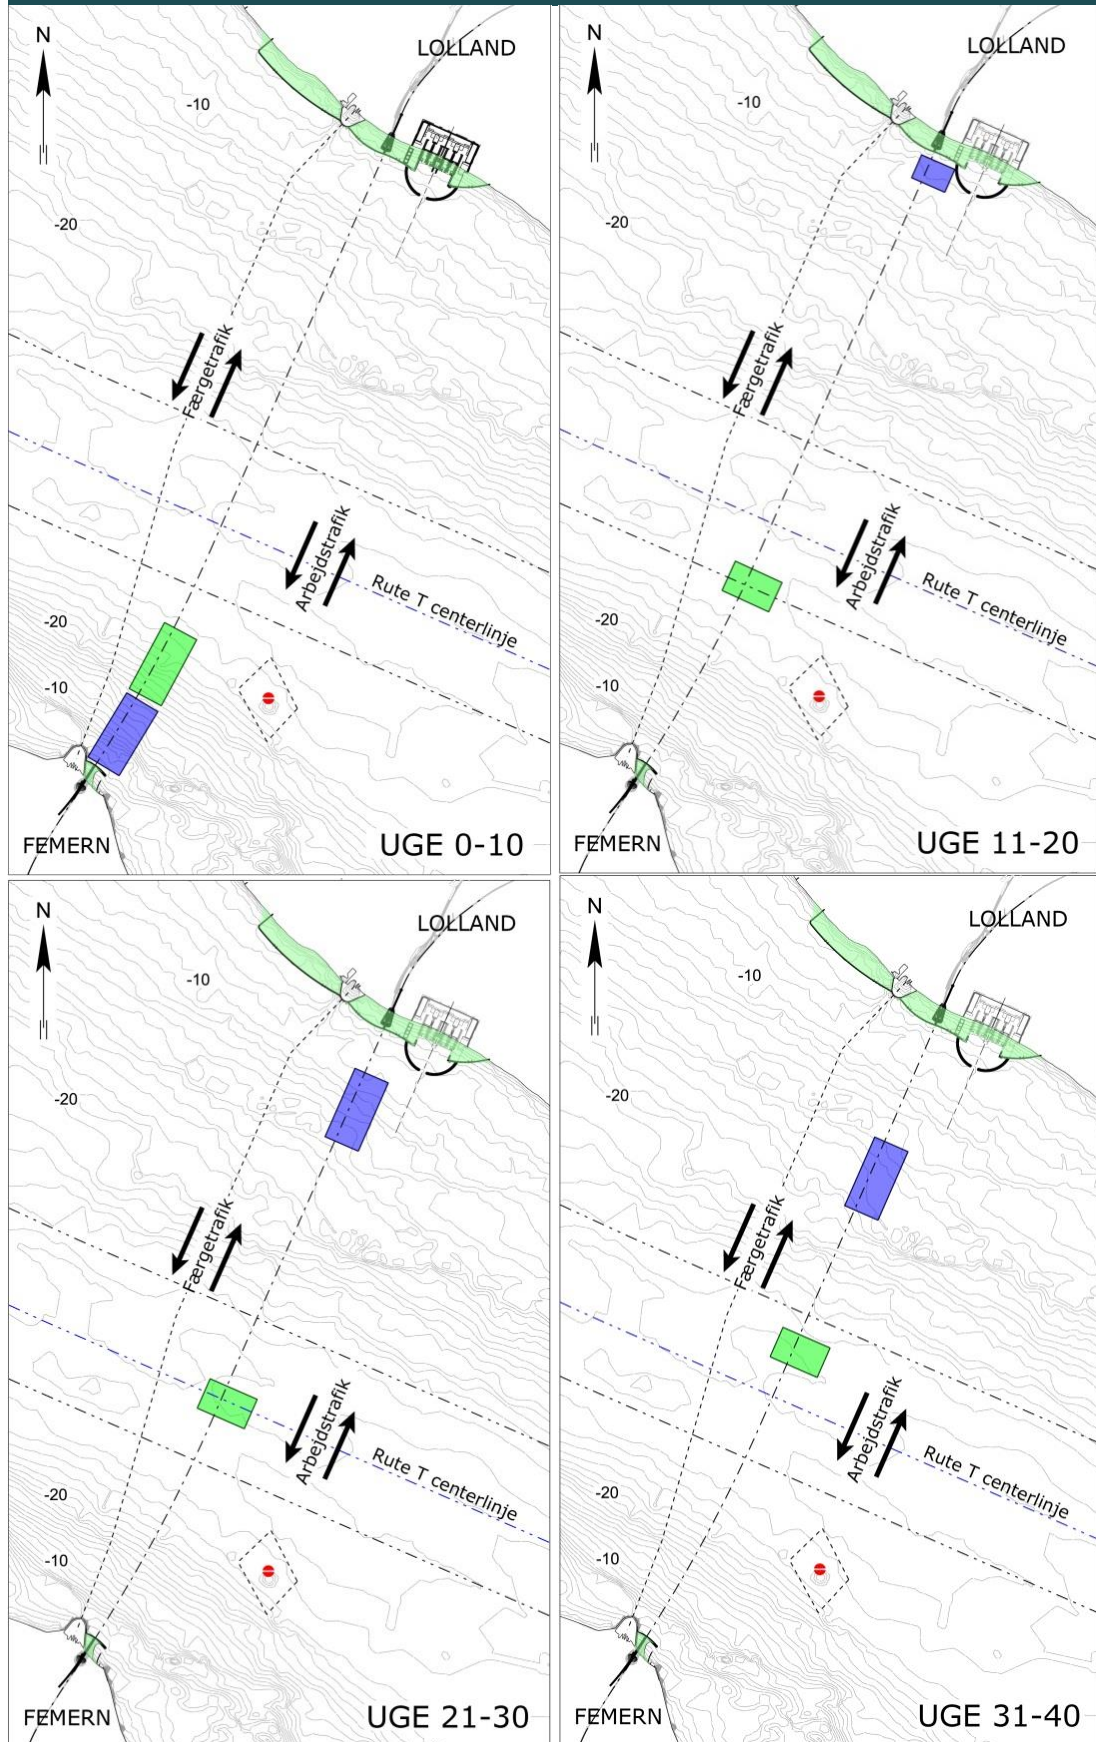 N
LOLLAND
-10
-20
Færgetrafik
Arbejdstrafik
Rute T centerlinje
-20
-10
FEMERN
UGE 0-10
N
LOLLAND
-10
-20
Færgetrafik
Arbejdstrafik
Rute T centerlinje
-20
-10
FEMERN
UGE 11-20
N
LOLLAND
-10
-20
Færgetrafik
Arbejdstrafik
Rute T centerlinje
-20
-10
FEMERN
UGE 21-30
N
LOLLAND
-10
-20
Færgetrafik
Arbejdstrafik
Rute T centerlinje
-20
-10
FEMERN
UGE 31-40